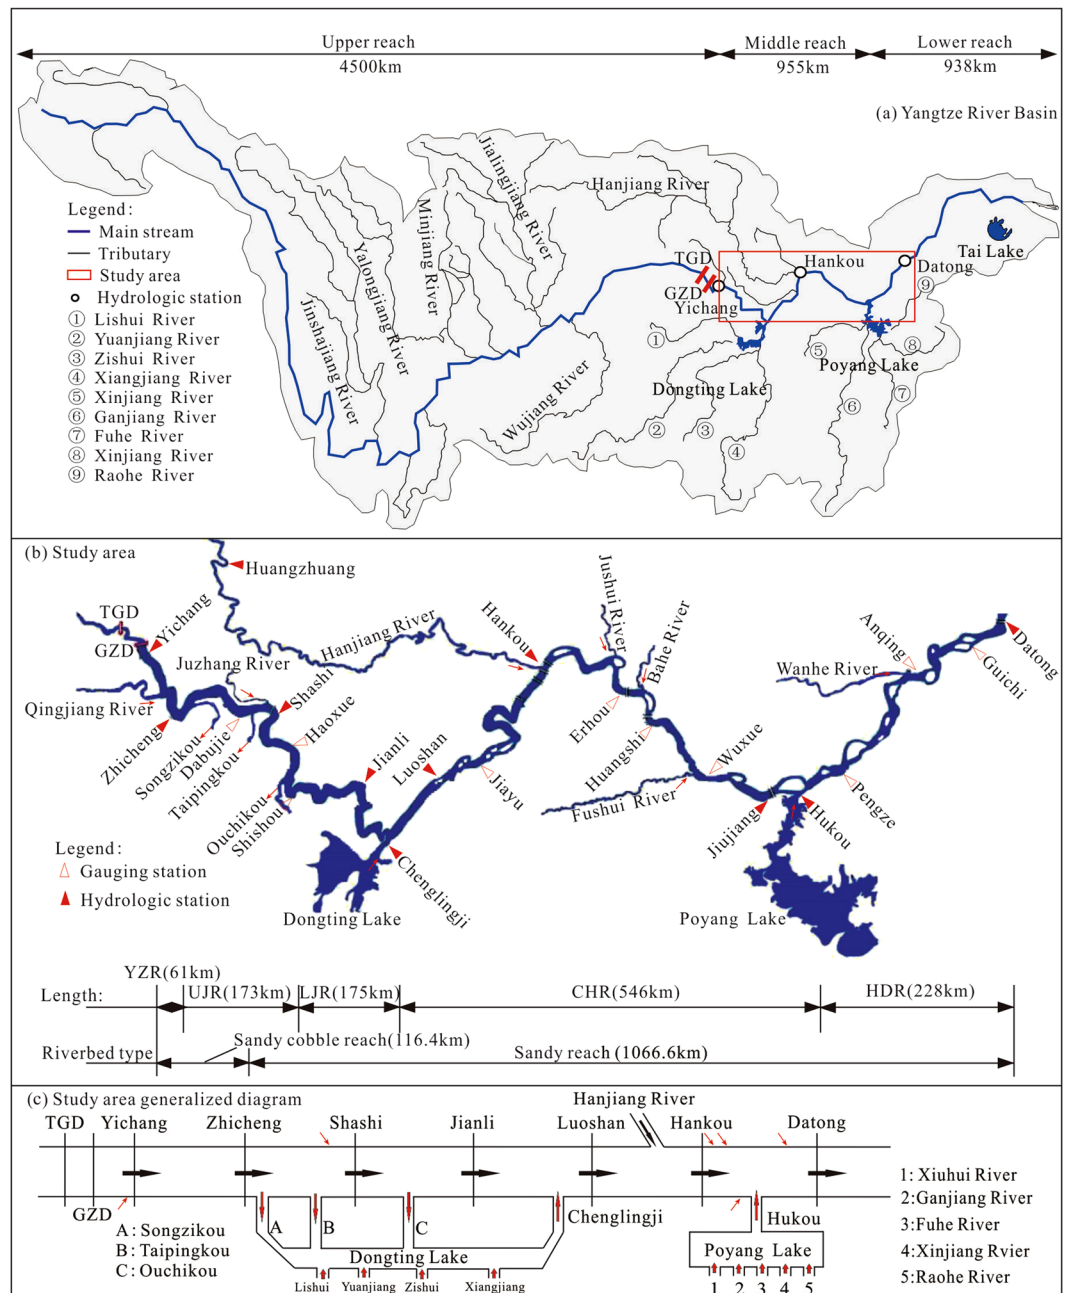 Upper reach
4500km
Middle reach
955km
Lower reach
938km
(a) Yangtze River Basin
Jialingjiang River
Hanjiang River
Minjiang River
Yalongjiang River
Jinshajiang River
Wujiang River
TGD
GZD
Yichang
Hankou
Datong
Tai Lake
Dongting Lake
Poyang Lake
①
②
③
④
⑤
⑥
⑦
⑧
⑨
Legend:
Main stream
Tributary
Study area
Hydrologic station
① Lishui River
② Yuanjiang River
③ Zishui River
④ Xiangjiang River
⑤ Xinjiang River
⑥ Ganjiang River
⑦ Fuhe River
⑧ Xinjiang River
⑨ Raohe River
(b) Study area
Huangzhuang
TGD
GZD
Yichang
Juzhang River
Hanjiang River
Qingjiang River
Zhicheng
Songzikou
Dabujie
Taipingkou
Shashi
Haoxue
Ouchikou
Shishou
Jianli
Luoshan
Chenglingji
Jiayu
Hankou
Jushui River
Bahe River
Erhou
Huangshi
Wuxue
Fushui River
Jiujiang
Hukou
Pengze
Wanhe River
Anqing
Guichi
Datong
Dongting Lake
Poyang Lake
Legend:
Gauging station
Hydrologic station
Length:
YZR(61km)
UJR(173km)
LJR(175km)
CHR(546km)
HDR(228km)
Riverbed type
Sandy cobble reach(116.4km)
Sandy reach (1066.6km)
(c) Study area generalized diagram
Hanjiang River
TGD
Yichang
Zhicheng
Shashi
Jianli
Luoshan
Hankou
Datong
GZD
A
B
C
Chenglingji
Hukou
A: Songzikou
B: Taipingkou
C: Ouchikou
Dongting Lake
Lishui
Yuanjiang
Zishui
Xiangjiang
Poyang Lake
1 2 3 4 5
1: Xiuhui River
2:Ganjiang River
3:Fuhe River
4:Xinjiang Rvier
5:Raohe River